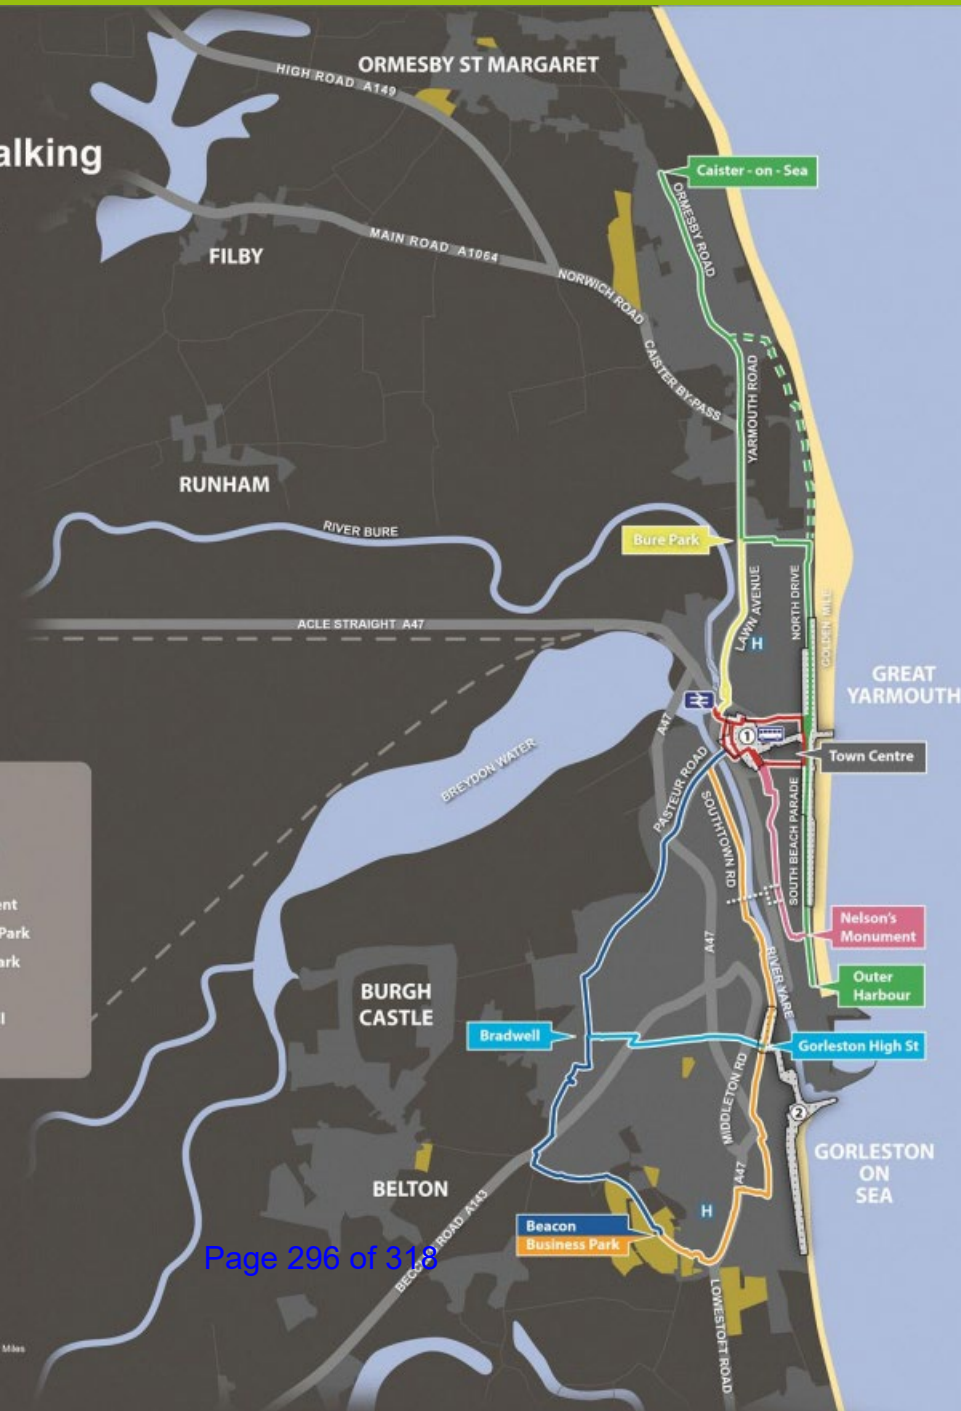 ORMESBY ST MARGARET
HIGH ROAD A149
alking
Caister - on - Sea
ORMESBY ROAD
FILBY
MAIN ROAD A1064
NORWICH ROAD
CAISTER BY-PASS
YARMOUTH ROAD
RUNHAM
RIVER BURE
Bure Park
LAWN AVENUE
H
NORTH DRIVE
GOLDEN MILE
ACLE STRAIGHT A47
GREAT
YARMOUTH
A47
1
Town Centre
BREYDON WATER
PASTEUR ROAD
SOUTHTOWN RD
SOUTH BEACH PARADE
ent
Park
ark
l
Nelson's
Monument
A47
RIVER YARE
Outer
Harbour
BURGH
CASTLE
Bradwell
Gorleston High St
MIDDLETON RD
2
GORLESTON
ON
SEA
A47
BELTON
H
Beacon
Business Park
ROAD A143
Page 296 of 318
LOWESTOFT ROAD
Miles